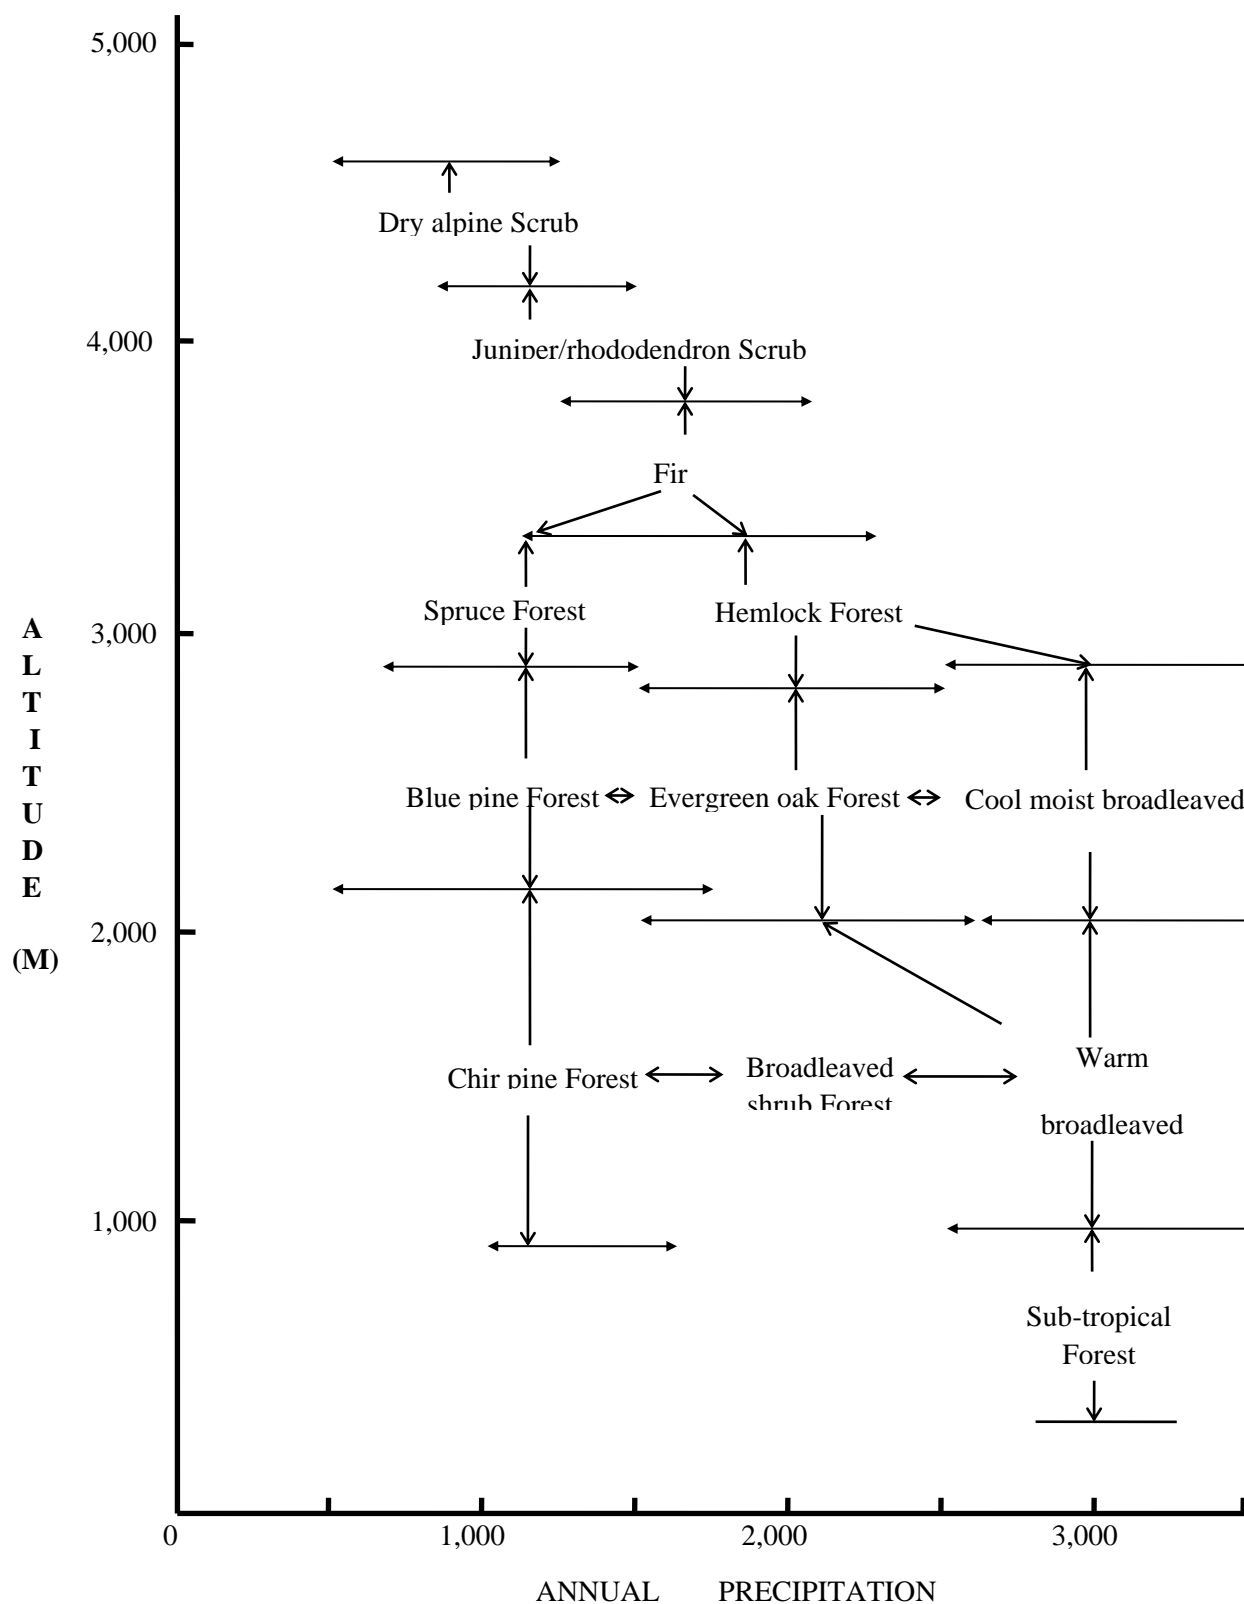 5,000
Dry alpine Scrub
4,000
Juniper/rhododendron Scrub
Fir
Spruce Forest
Hemlock Forest
3,000
A
L
T
I
T
U
D
E
(M)
Blue pine Forest
Evergreen oak Forest
Cool moist broadleaved
2,000
Chir pine Forest
Broadleaved
shrub Forest
Warm
broadleaved
1,000
Sub-tropical
Forest
0
1,000
2,000
3,000
ANNUAL PRECIPITATION